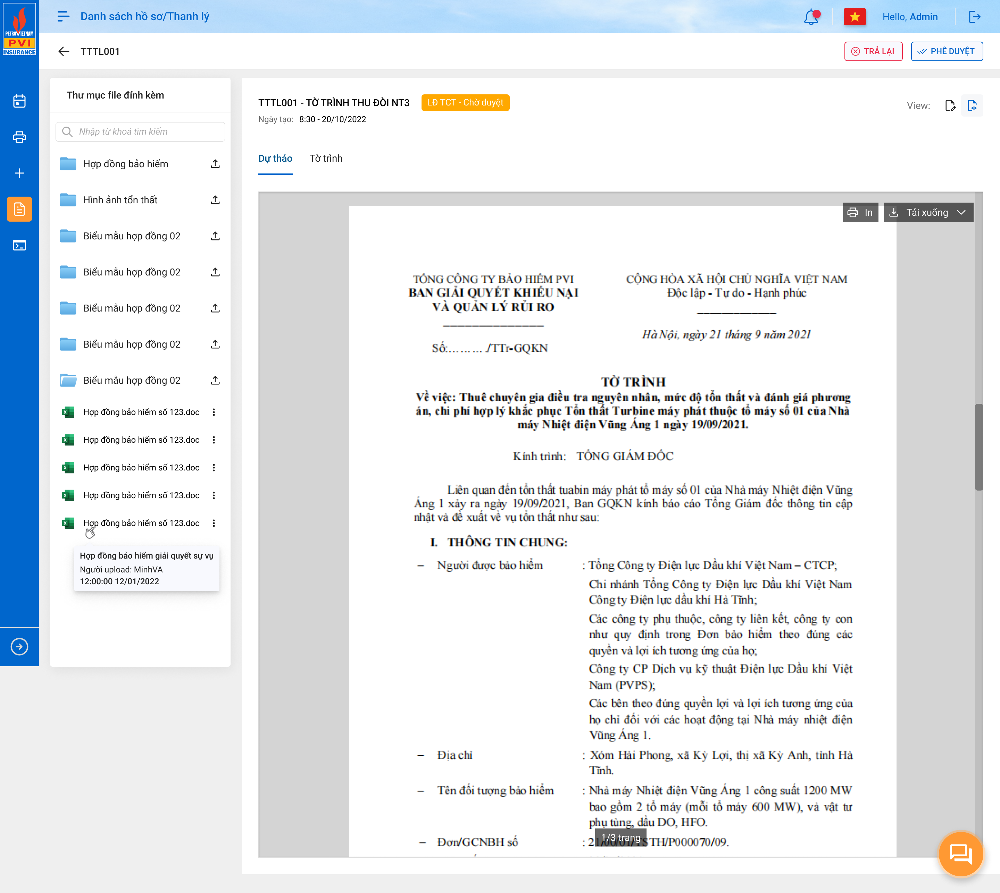 PETROVIETNAM
PVI
INSURANCE
Danh sách hồ sơ/Thanh lý
Hello, Admin
TTTL001
TRẢ LẠI
PHÊ DUYỆT
Thư mục file đính kèm
Nhập từ khoá tìm kiếm
Hợp đồng bảo hiểm
Hình ảnh tổn thất
Biểu mẫu hợp đồng 02
Biểu mẫu hợp đồng 02
Biểu mẫu hợp đồng 02
Biểu mẫu hợp đồng 02
Biểu mẫu hợp đồng 02
Hợp đồng bảo hiểm số 123.doc
Hợp đồng bảo hiểm số 123.doc
Hợp đồng bảo hiểm số 123.doc
Hợp đồng bảo hiểm số 123.doc
Hợp đồng bảo hiểm số 123.doc
Hợp đồng bảo hiểm giải quyết sự vụ
Người upload: MinhVA
12:00:00 12/01/2022
TTTL001 - TỜ TRÌNH THU ĐÒI NT3
LĐ TCT - Chờ duyệt
Ngày tạo: 8:30 - 20/10/2022
View:
Dự thảo
Tờ trình
In
Tải xuống
TỔNG CÔNG TY BẢO HIỂM PVI
BAN GIẢI QUYẾT KHIẾU NẠI
VÀ QUẢN LÝ RỦI RO
Số:........./TTr-GQKN
CỘNG HÒA XÃ HỘI CHỦ NGHĨA VIỆT NAM
Độc lập - Tự do - Hạnh phúc
Hà Nội, ngày 21 tháng 9 năm 2021
TỜ TRÌNH
Về việc: Thuê chuyên gia điều tra nguyên nhân, mức độ tổn thất và đánh giá phương
án, chi phí hợp lý khắc phục Tổn thất Turbine máy phát thuộc tổ máy số 01 của Nhà
máy Nhiệt điện Vũng Áng 1 ngày 19/09/2021.
Kính trình: TỔNG GIÁM ĐỐC
Liên quan đến tổn thất tuabin máy phát tổ máy số 01 của Nhà máy Nhiệt điện Vũng
Áng 1 xảy ra ngày 19/09/2021, Ban GQKN kính báo cáo Tổng Giám đốc thông tin cập
nhật và đề xuất về vụ tổn thất như sau:
I. THÔNG TIN CHUNG:
– Người được bảo hiểm : Tổng Công ty Điện lực Dầu khí Việt Nam – CTCP;
Chi nhánh Tổng Công ty Điện lực Dầu khí Việt Nam
Công ty Điện lực dầu khí Hà Tĩnh;
Các công ty phụ thuộc, công ty liên kết, công ty con
như quy định trong Đơn bảo hiểm theo đúng các
quyền và lợi ích tương ứng của họ;
Công ty CP Dịch vụ kỹ thuật Điện lực Dầu khí Việt
Nam (PVPS);
Các bên theo đúng quyền lợi và lợi ích tương ứng của
họ chỉ đối với các hoạt động tại Nhà máy nhiệt điện
Vũng Áng 1.
– Địa chỉ : Xóm Hải Phong, xã Kỳ Lợi, thị xã Kỳ Anh, tỉnh Hà
Tĩnh.
– Tên đối tượng bảo hiểm : Nhà máy Nhiệt điện Vũng Áng 1 công suất 1200 MW
bao gồm 2 tổ máy (mỗi tổ máy 600 MW), và vật tư
phụ tùng, dầu DO, HFO.
– Đơn/GCNBH số : 21/00/01/TSTH/P000070/09.
1/3 trang